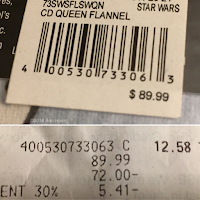 73SWSFLSWQN
STAR WARS
CD QUEEN FLANNEL
4 00530 73306 3
$ 89.99
400530733063 C 12.58
89.99
72.00-
ENT 30% 5.41-